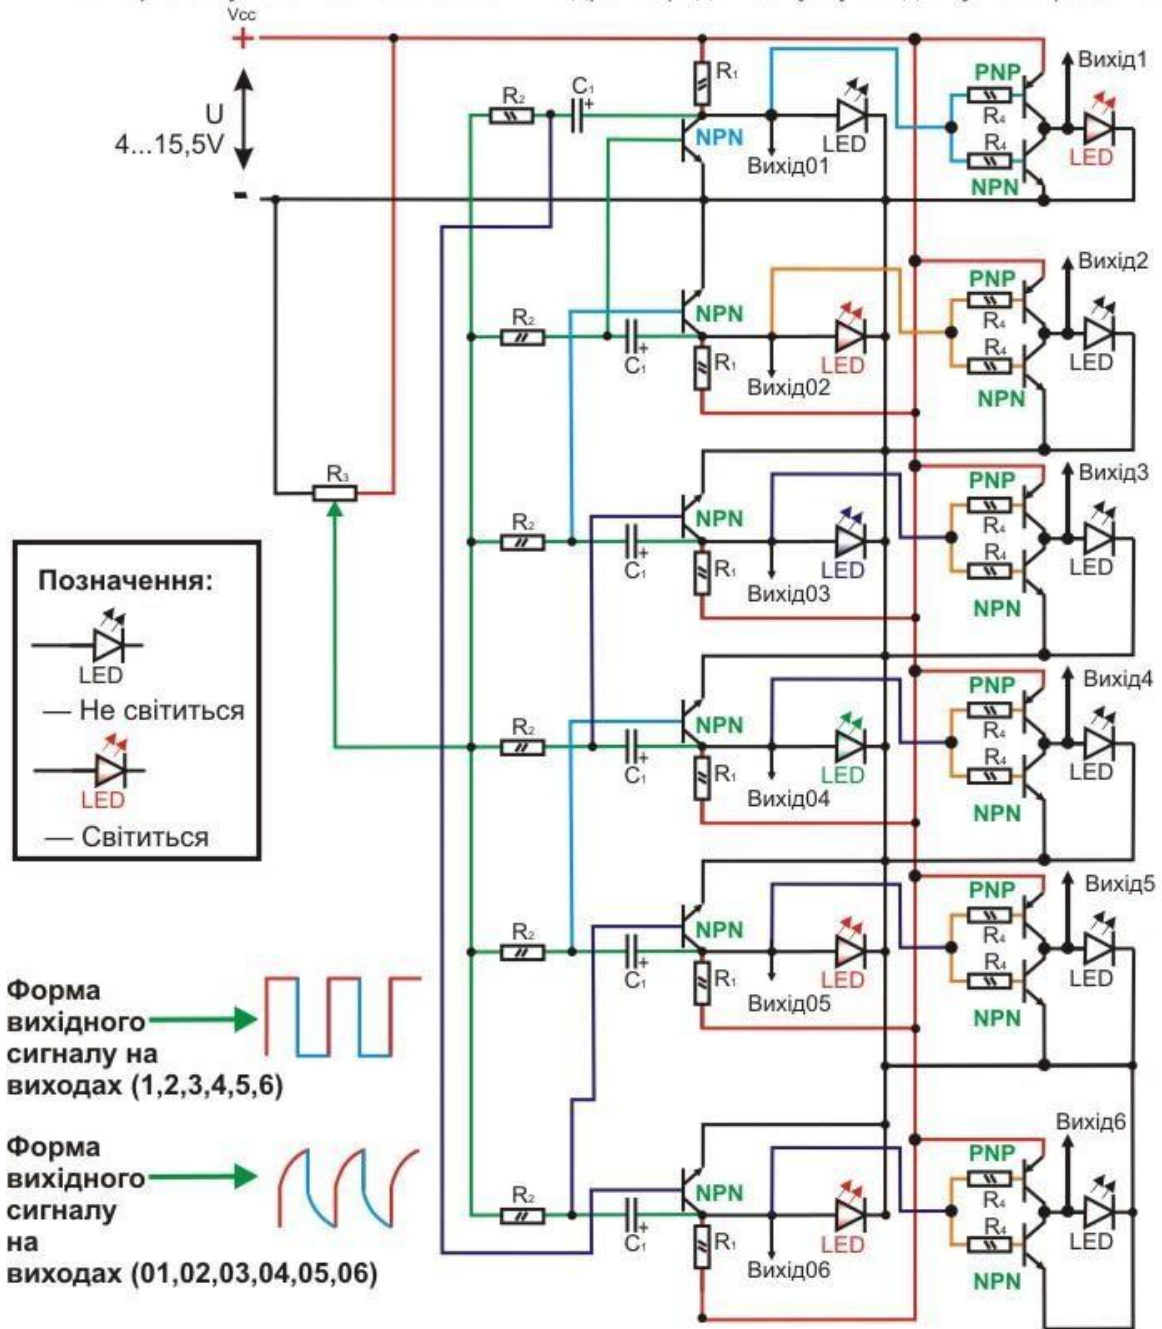 Vcc
+
U
4...15,5V
-
R₂
C₁
+
R₁
NPN
LED
Вихід01
PNP
R₄
R₄
NPN
Вихід1
LED
R₂
C₁
+
NPN
R₁
LED
Вихід02
PNP
R₄
R₄
NPN
Вихід2
LED
R₃
R₂
C₁
+
NPN
R₁
LED
Вихід03
PNP
R₄
R₄
NPN
Вихід3
LED
Позначення:
LED
— Не світиться
LED
— Світиться
R₂
C₁
+
NPN
R₁
LED
Вихід04
PNP
R₄
R₄
NPN
Вихід4
LED
R₂
C₁
+
NPN
R₁
LED
Вихід05
PNP
R₄
R₄
NPN
Вихід5
LED
Форма
вихідного
сигналу на
виходах (1,2,3,4,5,6)
Форма
вихідного
сигналу
на
виходах (01,02,03,04,05,06)
R₂
C₁
+
NPN
R₁
LED
Вихід06
PNP
R₄
R₄
NPN
Вихід6
LED